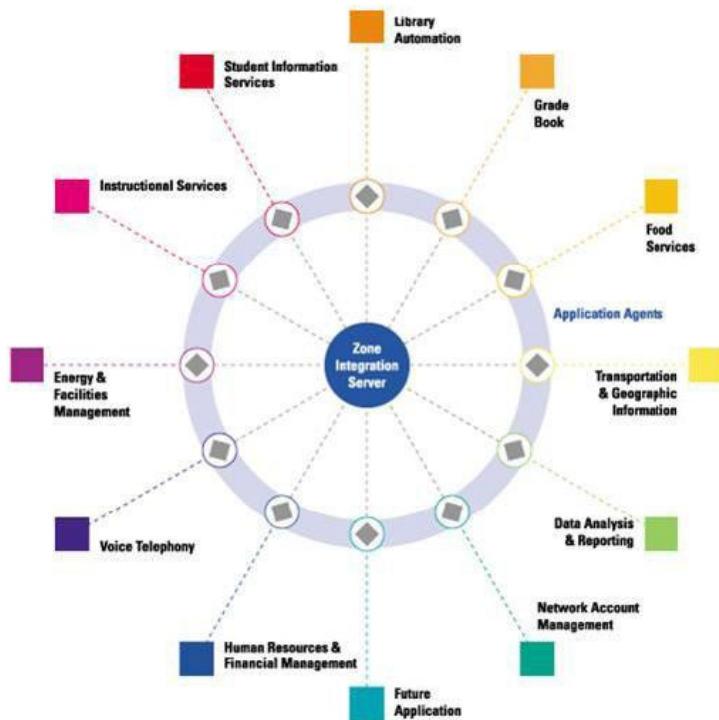 Library
Automation
Student Information
Services
Grade
Book
Instructional Services
Food
Services
Application Agents
Zone
Integration
Server
Energy &
Facilities
Management
Transportation
& Geographic
Information
Voice Telephony
Data Analysis
& Reporting
Network Account
Management
Human Resources &
Financial Management
Future
Application